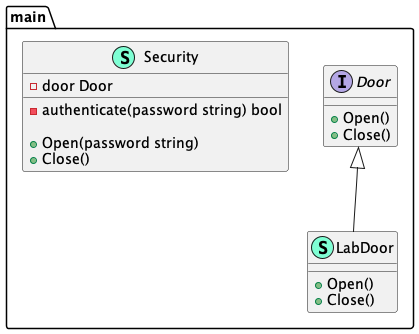 main
S Security
door Door
authenticate(password string) bool
Open(password string)
Close()
I Door
Open()
Close()
S LabDoor
Open()
Close()